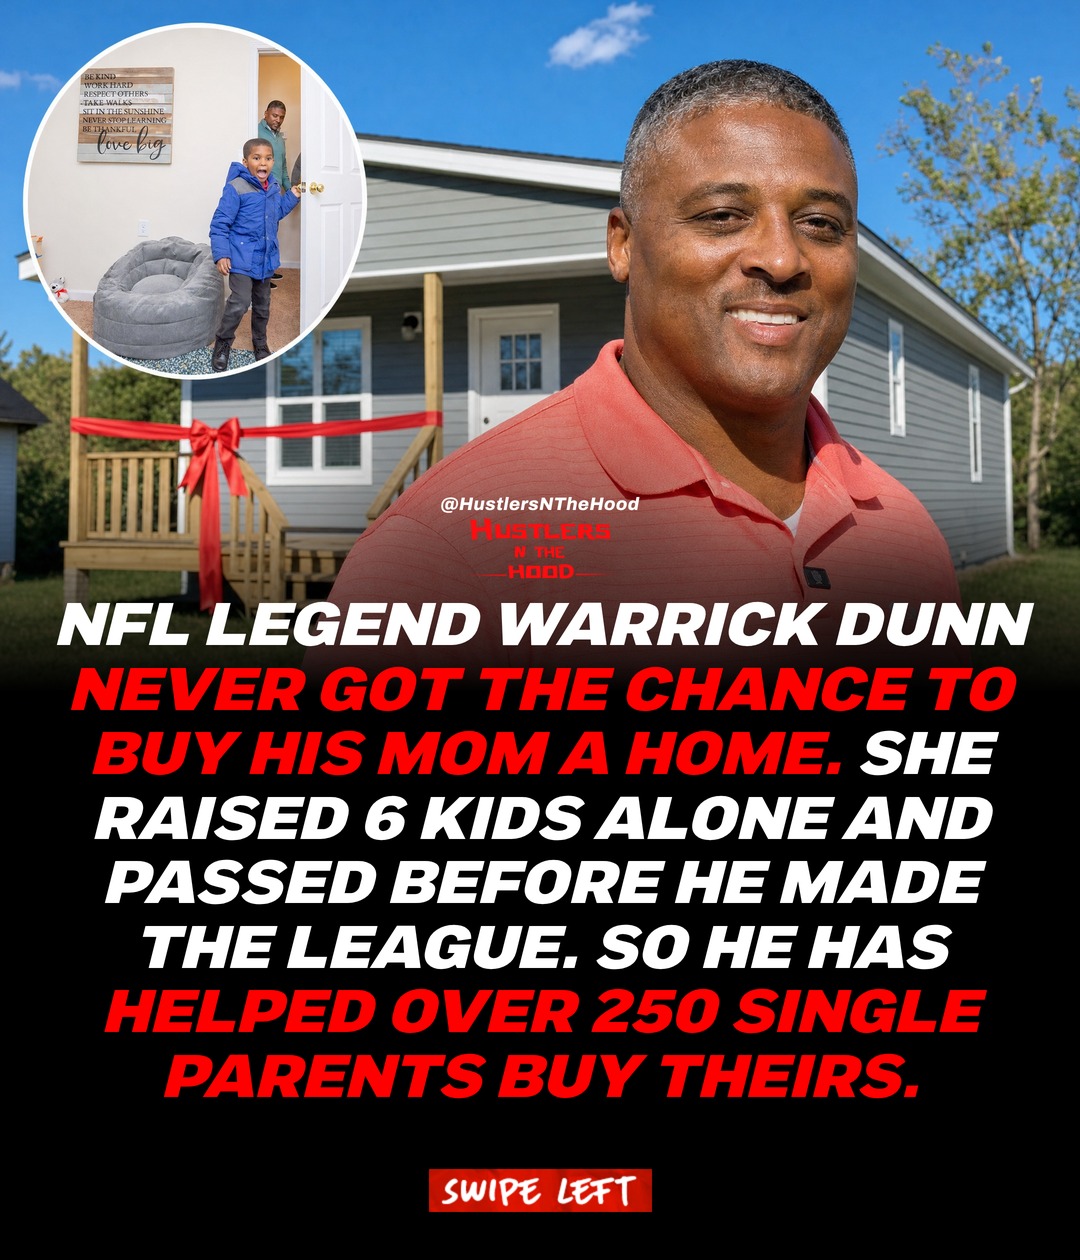 BE KIND
WORK HARD
RESPECT OTHERS
TAKE WALKS
SIT IN THE SUNSHINE
NEVER STOP LEARNING
BE THANKFUL
love big
@HustlersNTheHood
HUSTLERS
N THE
HOOD
NFL LEGEND WARRICK DUNN
NEVER GOT THE CHANCE TO
BUY HIS MOM A HOME. SHE
RAISED 6 KIDS ALONE AND
PASSED BEFORE HE MADE
THE LEAGUE. SO HE HAS
HELPED OVER 250 SINGLE
PARENTS BUY THEIRS.
SWIPE LEFT